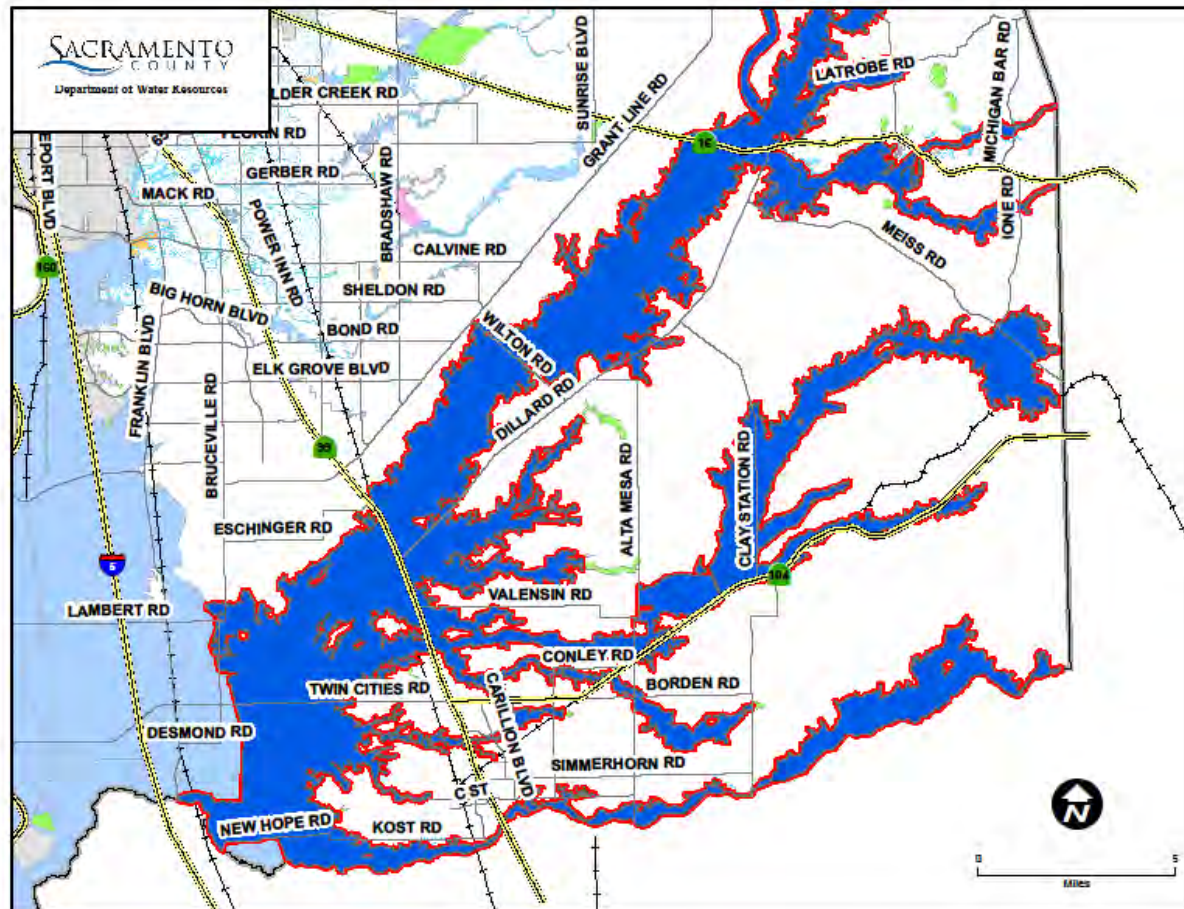 SACRAMENTO
COUNTY
Department of Water Resources
SUNRISE BLVD
LATROBE RD
MICHIGAN BAR RD
DER CREEK RD
GRANT LINE RD
16
GERBER RD
BRADSHAW RD
MACK RD
IONE RD
POWER INN RD
MEISS RD
CALVINE RD
160
SHELDON RD
BIG HORN BLVD
BOND RD
WILTON RD
FRANKLIN BLVD
ELK GROVE BLVD
DILLARD RD
BRUCEVILLE RD
99
ALTA MESA RD
CLAY STATION RD
ESCHINGER RD
5
104
VALENSIN RD
LAMBERT RD
CONLEY RD
TWIN CITIES RD
CARILLION BLVD
BORDEN RD
DESMOND RD
SIMMERHORN RD
C ST
NEW HOPE RD
KOST RD
N
0 5
Miles